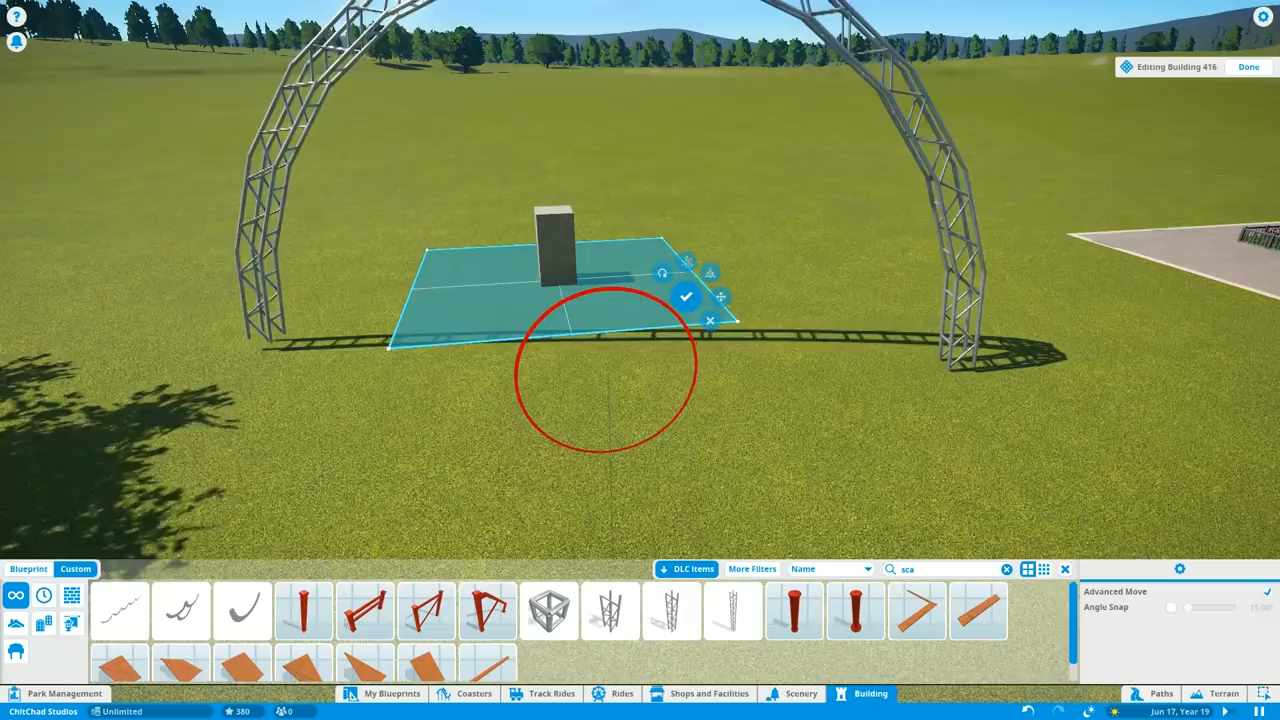 ?
Editing Building 416 Done
Blueprint Custom DLC Items More Filters Name sca
Advanced Move
Angle Snap 15.00°
Park Management My Blueprints Coasters Track Rides Rides Shops and Facilities Scenery Building Paths Terrain
ChitChad Studios Unlimited 380 0 Jun 17, Year 19